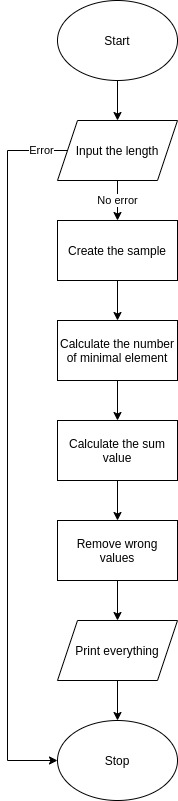 Start
Input the length
Error
No error
Create the sample
Calculate the number
of minimal element
Calculate the sum
value
Remove wrong
values
Print everything
Stop